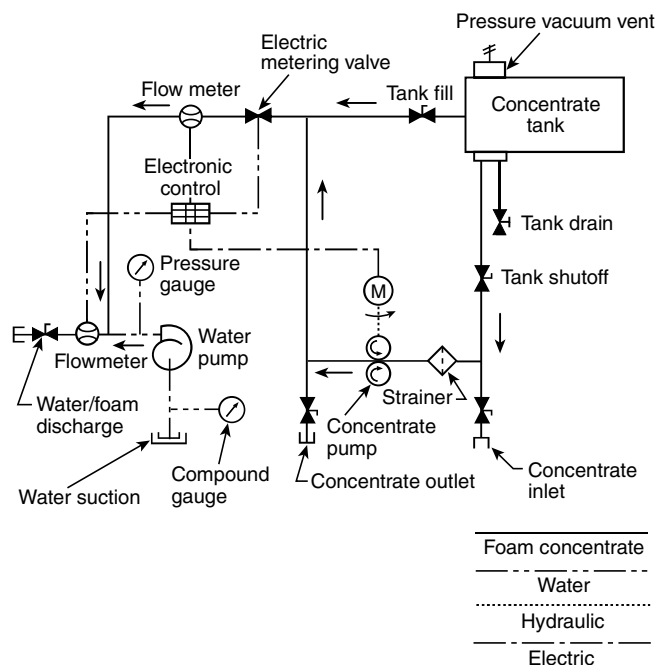 Pressure vacuum vent
Electric
metering valve
Flow meter
Tank fill
Concentrate
tank
Electronic
control
Tank drain
Pressure
gauge
M
Tank shutoff
Water
pump
Flowmeter
Strainer
Water/foam
discharge
Concentrate
pump
Compound
gauge
Concentrate outlet
Concentrate
inlet
Water suction
Foam concentrate
Water
Hydraulic
Electric